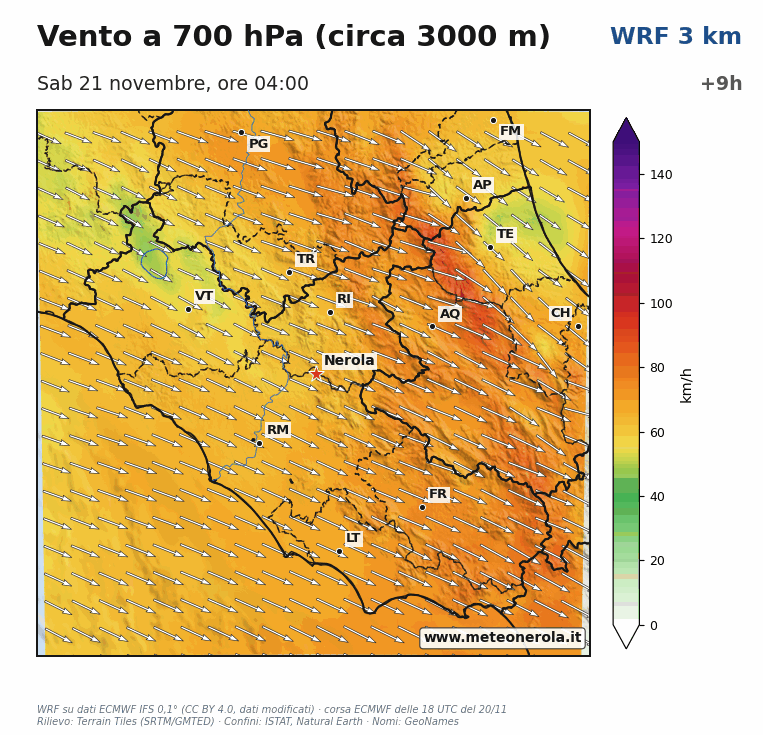 Vento a 700 hPa (circa 3000 m)
WRF 3 km
Sab 21 novembre, ore 04:00
+9h
FM
PG
AP
TE
TR
VT
RI
AQ
CH
Nerola
RM
FR
LT
www.meteonerola.it
140
120
100
80
60
40
20
0
km/h
WRF su dati ECMWF IFS 0,1° (CC BY 4.0, dati modificati) · corsa ECMWF delle 18 UTC del 20/11
Rilievo: Terrain Tiles (SRTM/GMTED) · Confini: ISTAT, Natural Earth · Nomi: GeoNames